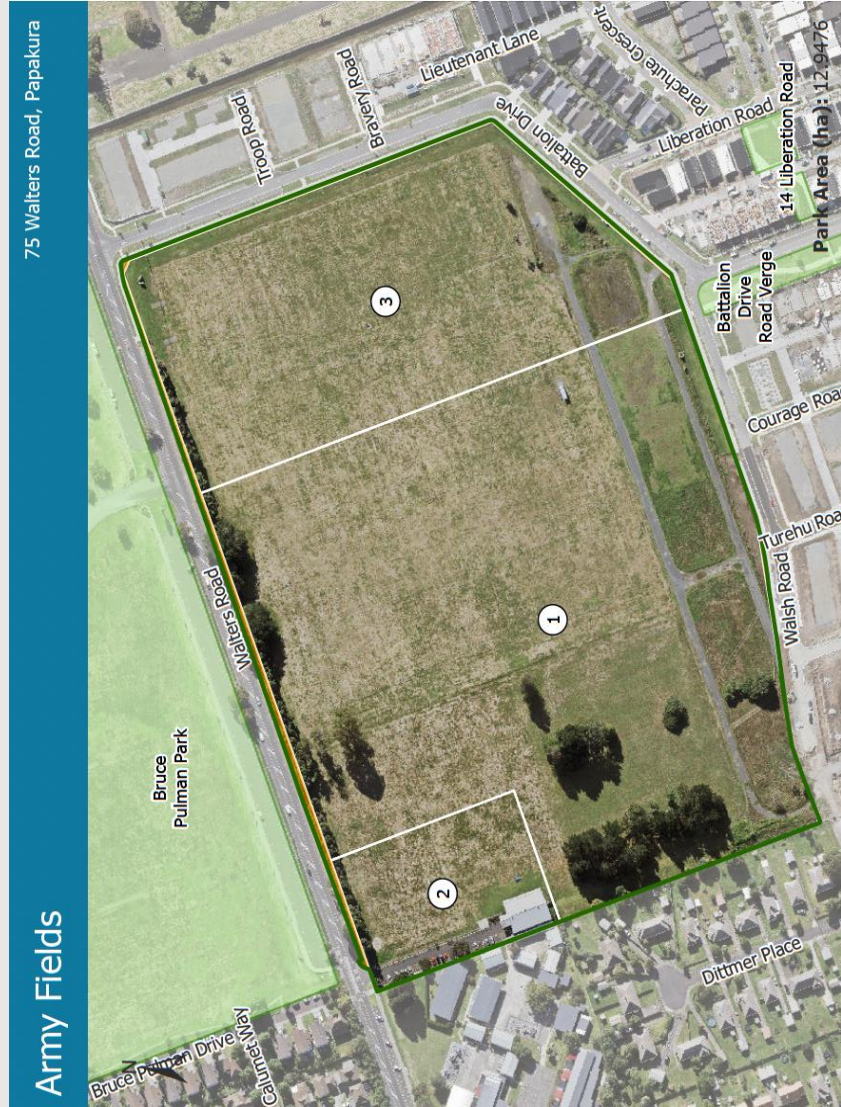 Army Fields
75 Walters Road, Papakura
Bruce Pulman Drive
Calumet Way
N
Bruce
Pulman Park
Walters Road
Troop Road
Bravery Road
Lieutenant Lane
Parachute Crescent
Liberation Road
Battalion Drive
14 Liberation Road
Battalion
Drive
Road Verge
Courage Road
Turehu Road
Walsh Road
Dittmer Place
1
2
3
Park Area (ha): 12.9476